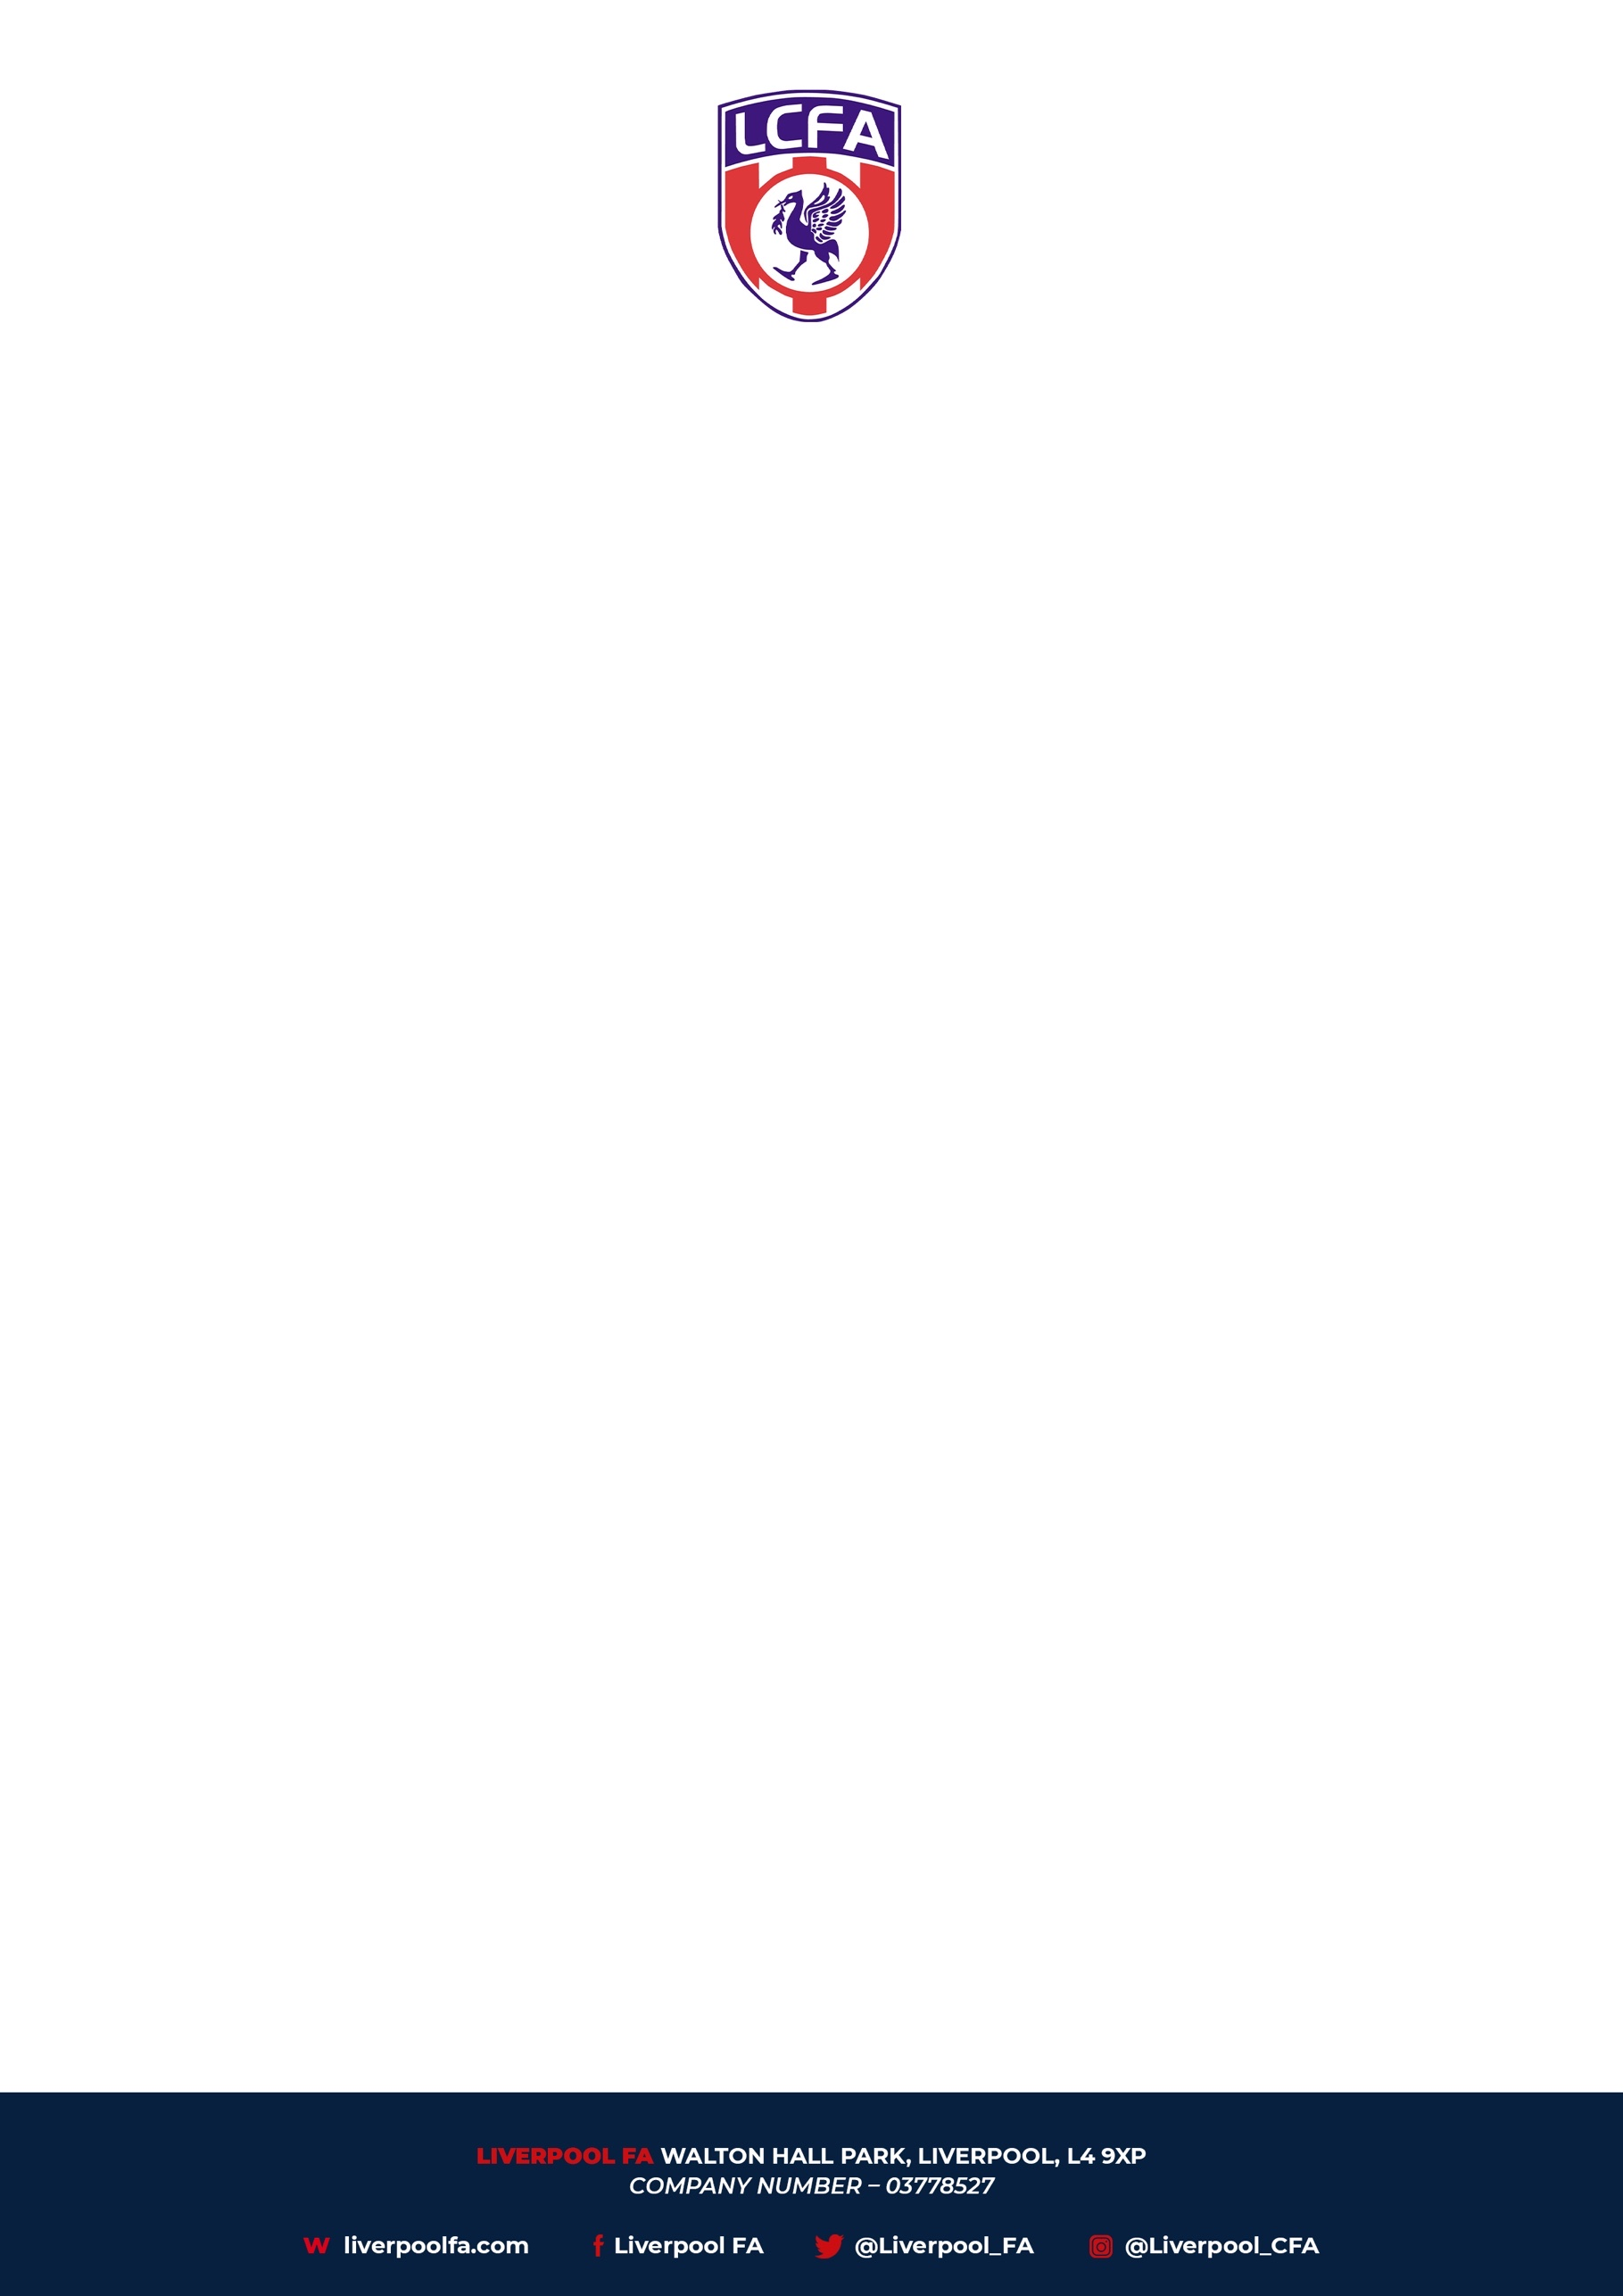 LCFA
LIVERPOOL FA WALTON HALL PARK, LIVERPOOL, L4 9XP
COMPANY NUMBER – 03778527
W liverpoolfa.com f Liverpool FA @Liverpool_FA @Liverpool_CFA